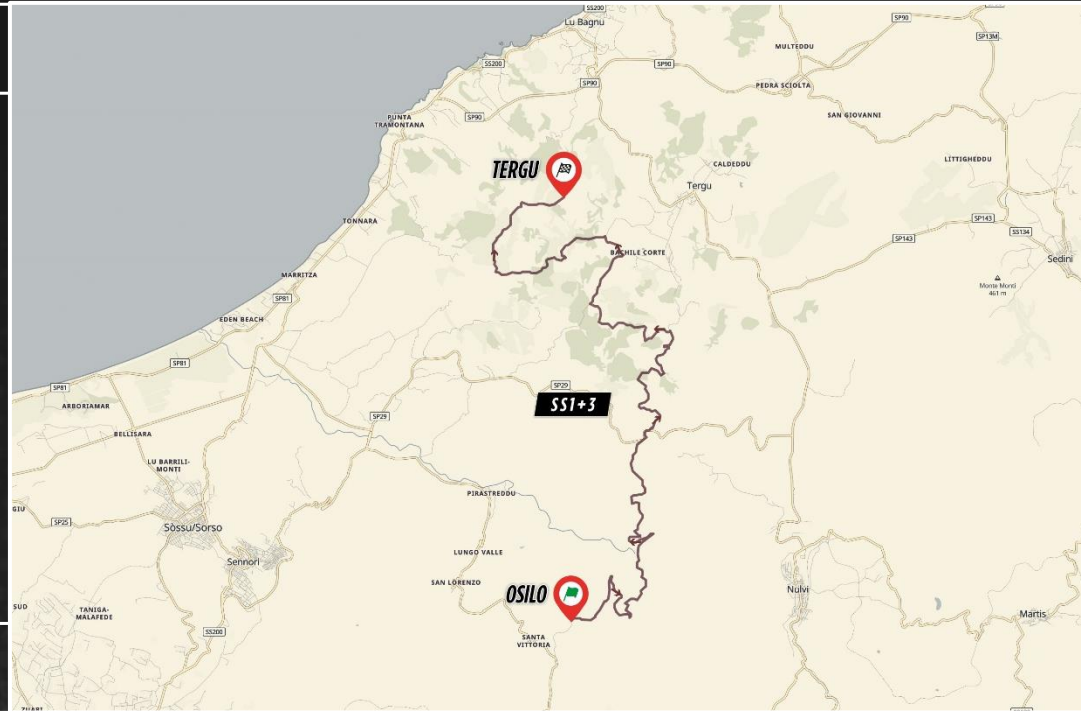 SS200
Lu Bagnu
SP90
SP13M
MULTEDDU
SS200
SP90
SP90
PEDRA SCIOLTA
PUNTA
TRAMONTANA
SP90
SAN GIOVANNI
TERGU
CALDEDDU
LITTIGHEDDU
Tergu
TONNARA
SP143
SP143
SS134
BACHILE CORTE
Sedini
MARRITZA
Monte Monti
461 m
SP81
EDEN BEACH
SP81
SP81
SP29
SS1+3
ARBORIAMAR
SP29
BELLISARA
LU BARRILI-
MONTI
GIU
SP25
PIRASTREDDU
Sòssu/Sorso
LUNGO VALLE
Sennori
SAN LORENZO
OSILO
Nulvi
SUD
TANIGA-
MALAFEDE
Martis
SS200
SANTA
VITTORIA